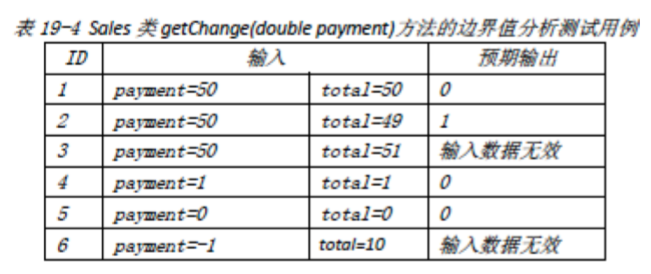 表 19-4 Sales 类 getChange(double payment)方法的边界值分析测试用例
ID 输入 预期输出
1 payment=50 total=50 0
2 payment=50 total=49 1
3 payment=50 total=51 输入数据无效
4 payment=1 total=1 0
5 payment=0 total=0 0
6 payment=-1 total=10 输入数据无效